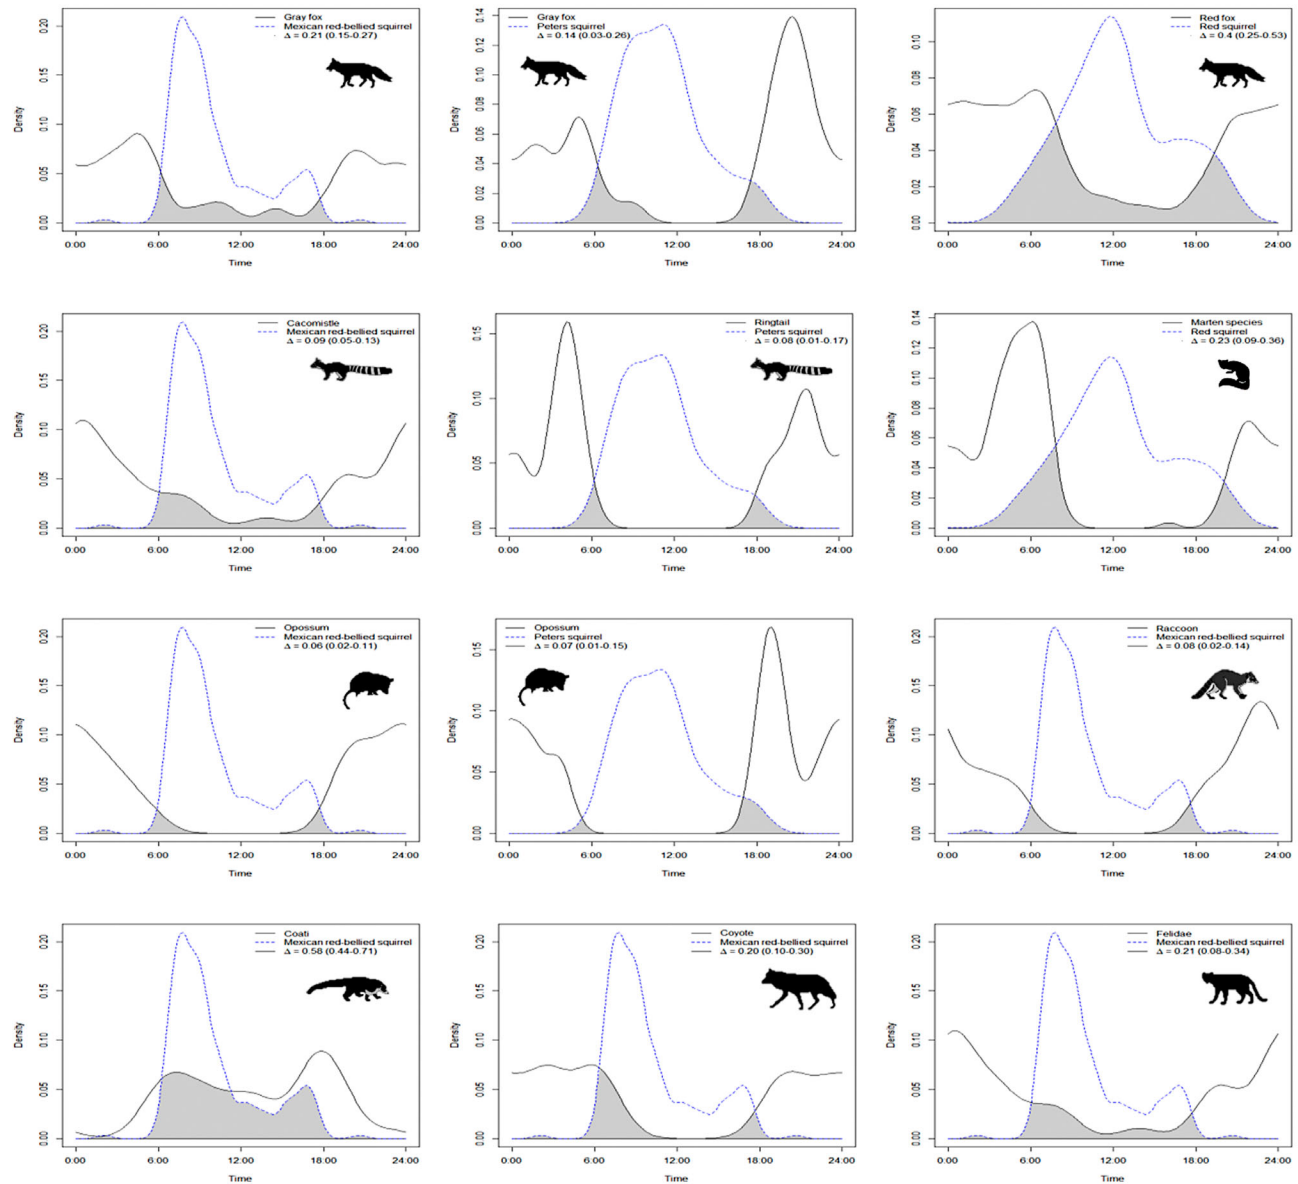 Gray fox
Mexican red-bellied squirrel
Δ = 0.21 (0.15-0.27)
Density
0.00
0.05
0.10
0.15
0.20
0:00 6:00 12:00 18:00 24:00
Time
Gray fox
Peters squirrel
Δ = 0.14 (0.03-0.26)
Density
0.00
0.02
0.04
0.06
0.08
0.10
0.12
0.14
0:00 6:00 12:00 18:00 24:00
Time
Red fox
Red squirrel
Δ = 0.4 (0.25-0.53)
Density
0.00
0.02
0.04
0.06
0.08
0.10
0:00 6:00 12:00 18:00 24:00
Time
Cacomistle
Mexican red-bellied squirrel
Δ = 0.09 (0.05-0.13)
Density
0.00
0.05
0.10
0.15
0.20
0:00 6:00 12:00 18:00 24:00
Time
Ringtail
Peters squirrel
Δ = 0.08 (0.01-0.17)
Density
0.00
0.05
0.10
0.15
0:00 6:00 12:00 18:00 24:00
Time
Marten species
Red squirrel
Δ = 0.23 (0.09-0.36)
Density
0.00
0.02
0.04
0.06
0.08
0.10
0.12
0.14
0:00 6:00 12:00 18:00 24:00
Time
Opossum
Mexican red-bellied squirrel
Δ = 0.06 (0.02-0.11)
Density
0.00
0.05
0.10
0.15
0.20
0:00 6:00 12:00 18:00 24:00
Time
Opossum
Peters squirrel
Δ = 0.07 (0.01-0.15)
Density
0.00
0.05
0.10
0.15
0:00 6:00 12:00 18:00 24:00
Time
Raccoon
Mexican red-bellied squirrel
Δ = 0.08 (0.02-0.14)
Density
0.00
0.05
0.10
0.15
0.20
0:00 6:00 12:00 18:00 24:00
Time
Coati
Mexican red-bellied squirrel
Δ = 0.58 (0.44-0.71)
Density
0.00
0.05
0.10
0.15
0.20
0:00 6:00 12:00 18:00 24:00
Time
Coyote
Mexican red-bellied squirrel
Δ = 0.20 (0.10-0.30)
Density
0.00
0.05
0.10
0.15
0.20
0:00 6:00 12:00 18:00 24:00
Time
Felidae
Mexican red-bellied squirrel
Δ = 0.21 (0.08-0.34)
Density
0.00
0.05
0.10
0.15
0.20
0:00 6:00 12:00 18:00 24:00
Time